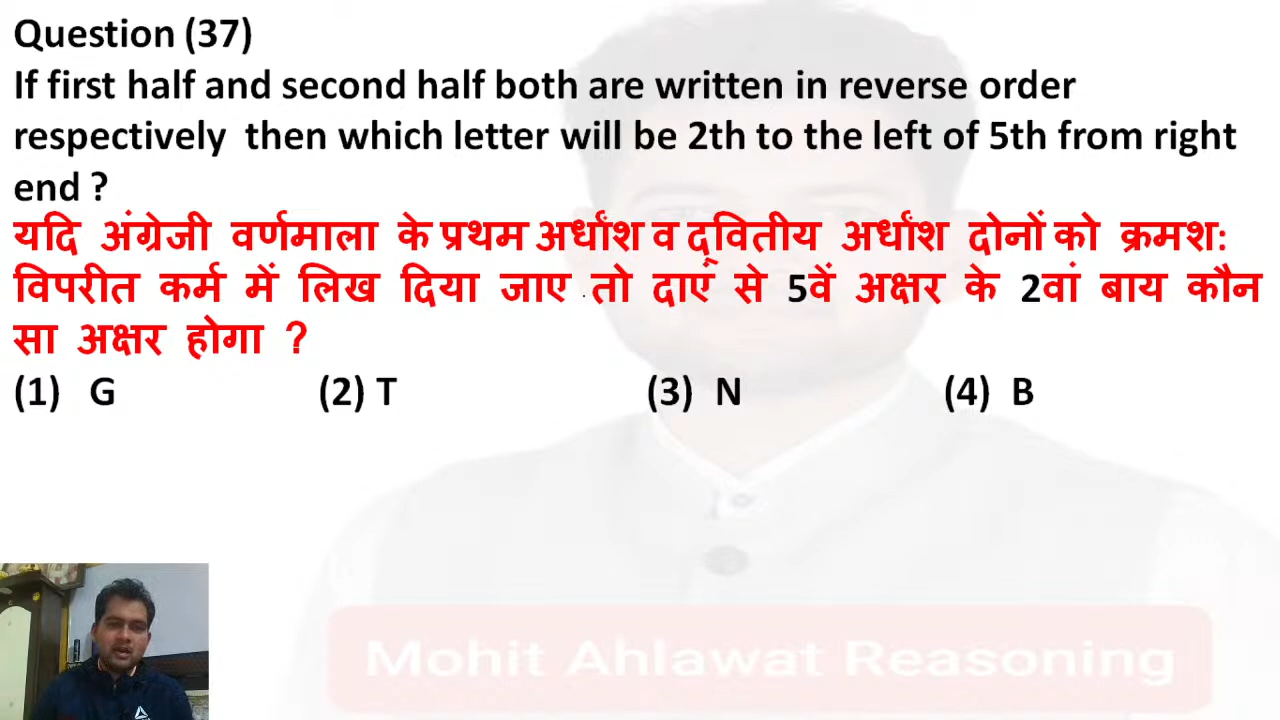 Question (37)
If first half and second half both are written in reverse order
respectively then which letter will be 2th to the left of 5th from right
end ?
यदि अंग्रेजी वर्णमाला के प्रथम अर्धांश व द्वितीय अर्धांश दोनों को क्रमश:
विपरीत कर्म में लिख दिया जाए तो दाएं से 5वें अक्षर के 2वां बाय कौन
सा अक्षर होगा ?
(1) G (2) T (3) N (4) B
Mohit Ahlawat Reasoning